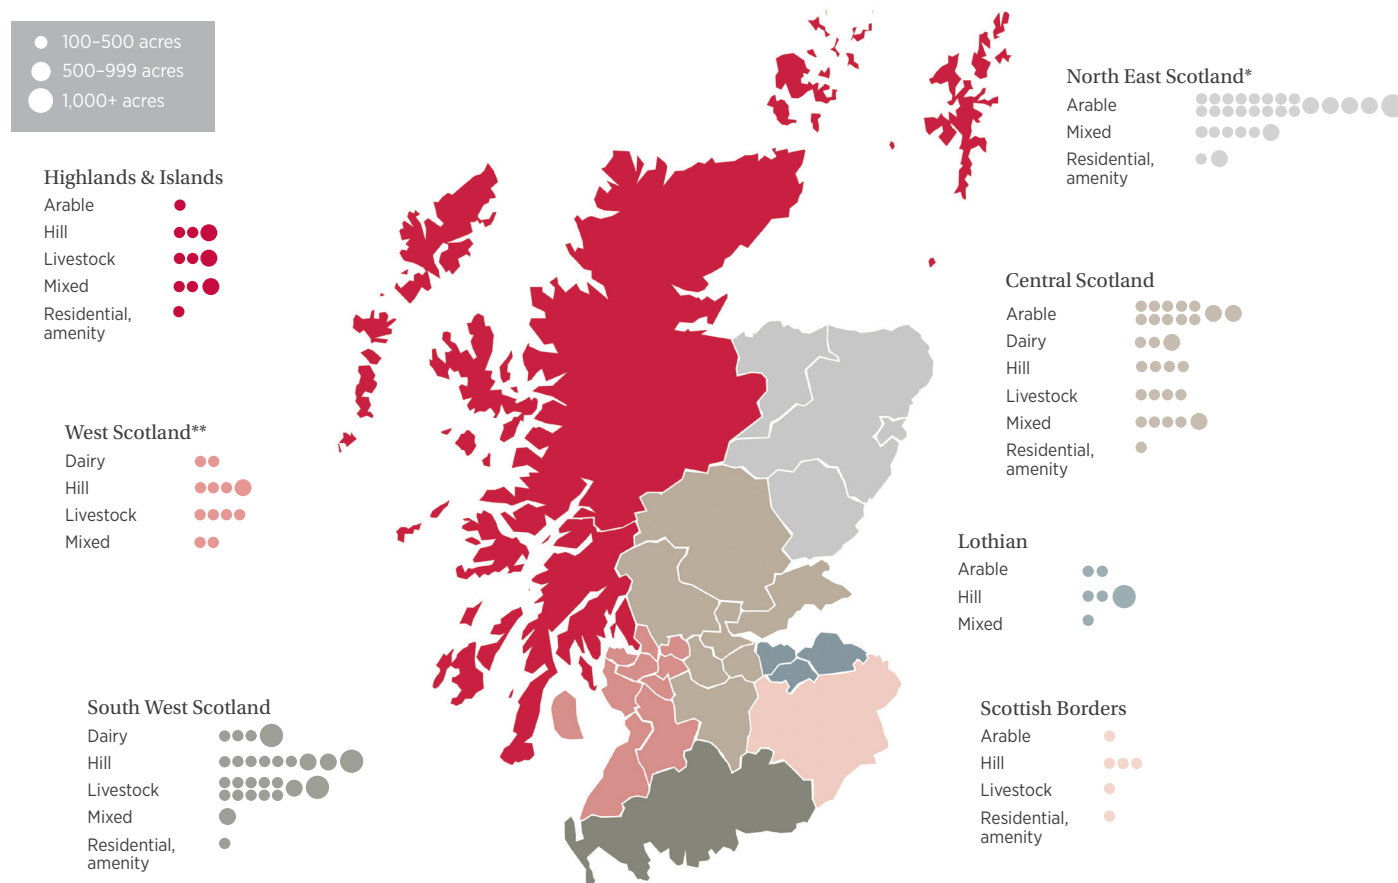 100–500 acres
500–999 acres
1,000+ acres
North East Scotland*
Arable
Mixed
Residential,
amenity
Highlands & Islands
Arable
Hill
Livestock
Mixed
Residential,
amenity
Central Scotland
Arable
Dairy
Hill
Livestock
Mixed
Residential,
amenity
West Scotland**
Dairy
Hill
Livestock
Mixed
Lothian
Arable
Hill
Mixed
South West Scotland
Dairy
Hill
Livestock
Mixed
Residential,
amenity
Scottish Borders
Arable
Hill
Livestock
Residential,
amenity